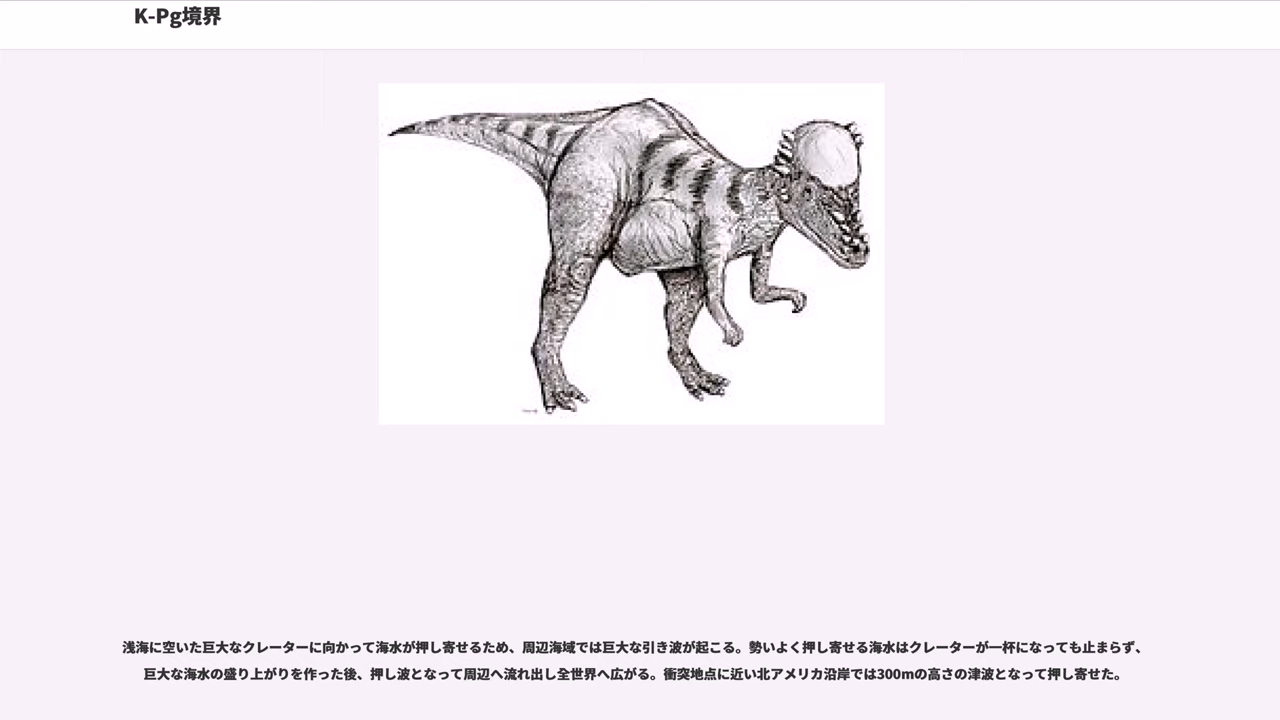 K-Pg境界
浅海に空いた巨大なクレーターに向かって海水が押し寄せるため、周辺海域では巨大な引き波が起こる。勢いよく押し寄せる海水はクレーターが一杯になっても止まらず、
巨大な海水の盛り上がりを作った後、押し波となって周辺へ流れ出し全世界へ広がる。衝突地点に近い北アメリカ沿岸では300mの高さの津波となって押し寄せた。